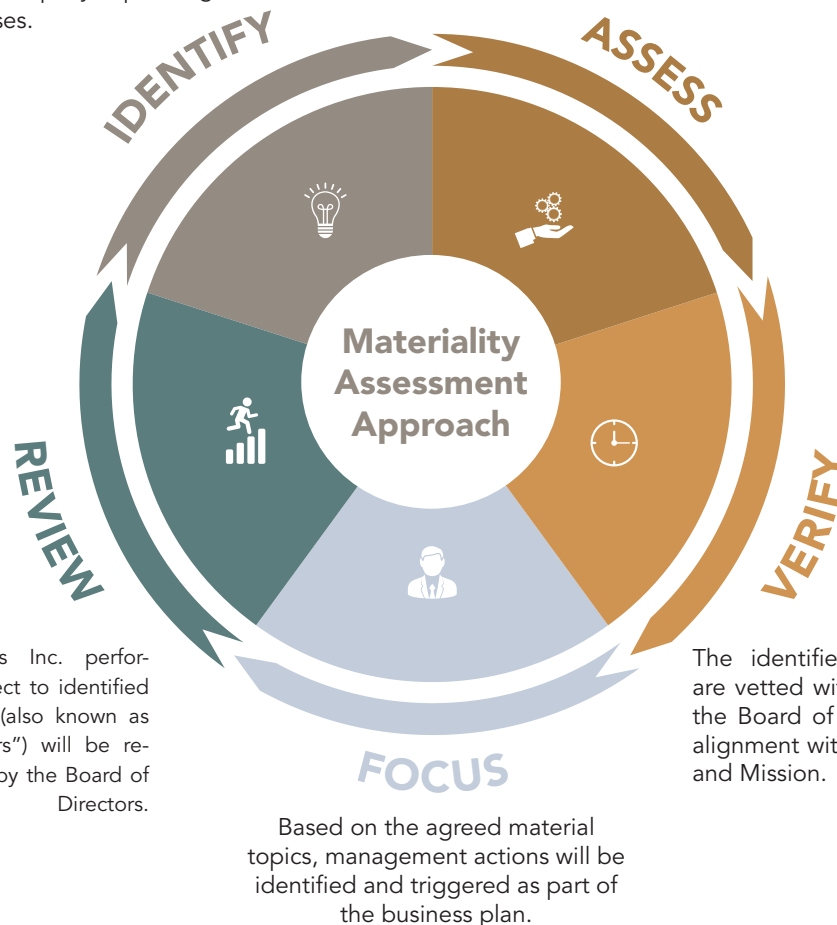 ses.
IDENTIFY
ASSESS
Materiality
Assessment
Approach
REVIEW
VERIFY
s Inc. perfor-
ect to identified
(also known as
rs”) will be re-
by the Board of
Directors.
The identifie
are vetted wit
the Board of
alignment wit
and Mission.
FOCUS
Based on the agreed material
topics, management actions will be
identified and triggered as part of
the business plan.